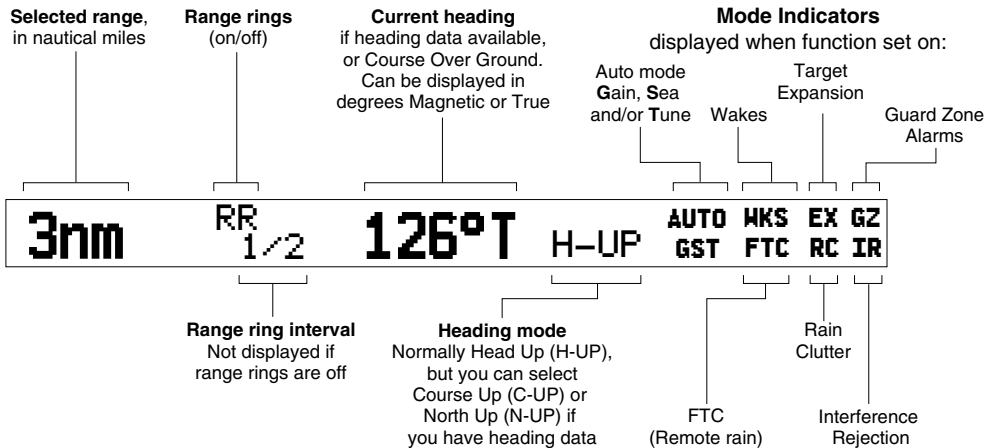 Selected range,
in nautical miles
Range rings
(on/off)
Current heading
if heading data available,
or Course Over Ground.
Can be displayed in
degrees Magnetic or True
Mode Indicators
displayed when function set on:
Auto mode
Gain, Sea
and/or Tune
Wakes
Target
Expansion
Guard Zone
Alarms
3nm
RR
1/2
126°T
H-UP
AUTO WKS EX GZ
GST FTC RC IR
Range ring interval
Not displayed if
range rings are off
Heading mode
Normally Head Up (H-UP),
but you can select
Course Up (C-UP) or
North Up (N-UP) if
you have heading data
FTC
(Remote rain)
Rain
Clutter
Interference
Rejection